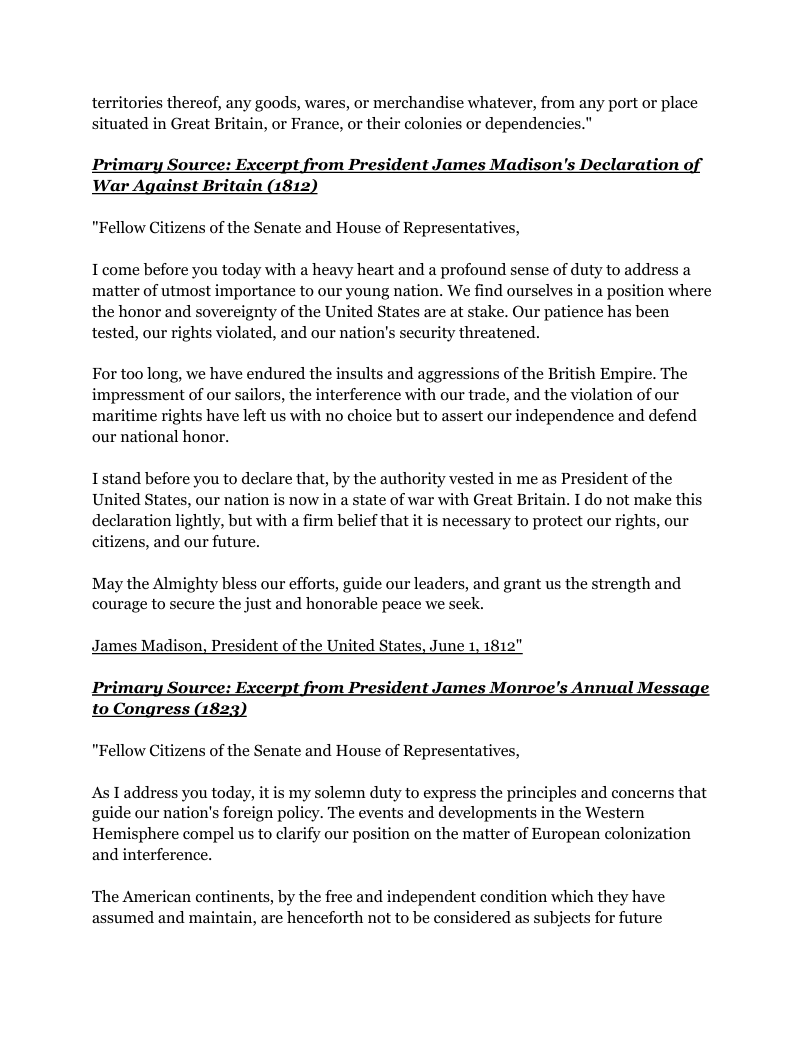 territories thereof, any goods, wares, or merchandise whatever, from any port or place
situated in Great Britain, or France, or their colonies or dependencies."
Primary Source: Excerpt from President James Madison's Declaration of
War Against Britain (1812)
"Fellow Citizens of the Senate and House of Representatives,
I come before you today with a heavy heart and a profound sense of duty to address a
matter of utmost importance to our young nation. We find ourselves in a position where
the honor and sovereignty of the United States are at stake. Our patience has been
tested, our rights violated, and our nation's security threatened.
For too long, we have endured the insults and aggressions of the British Empire. The
impressment of our sailors, the interference with our trade, and the violation of our
maritime rights have left us with no choice but to assert our independence and defend
our national honor.
I stand before you to declare that, by the authority vested in me as President of the
United States, our nation is now in a state of war with Great Britain. I do not make this
declaration lightly, but with a firm belief that it is necessary to protect our rights, our
citizens, and our future.
May the Almighty bless our efforts, guide our leaders, and grant us the strength and
courage to secure the just and honorable peace we seek.
James Madison, President of the United States, June 1, 1812"
Primary Source: Excerpt from President James Monroe's Annual Message
to Congress (1823)
"Fellow Citizens of the Senate and House of Representatives,
As I address you today, it is my solemn duty to express the principles and concerns that
guide our nation's foreign policy. The events and developments in the Western
Hemisphere compel us to clarify our position on the matter of European colonization
and interference.
The American continents, by the free and independent condition which they have
assumed and maintain, are henceforth not to be considered as subjects for future